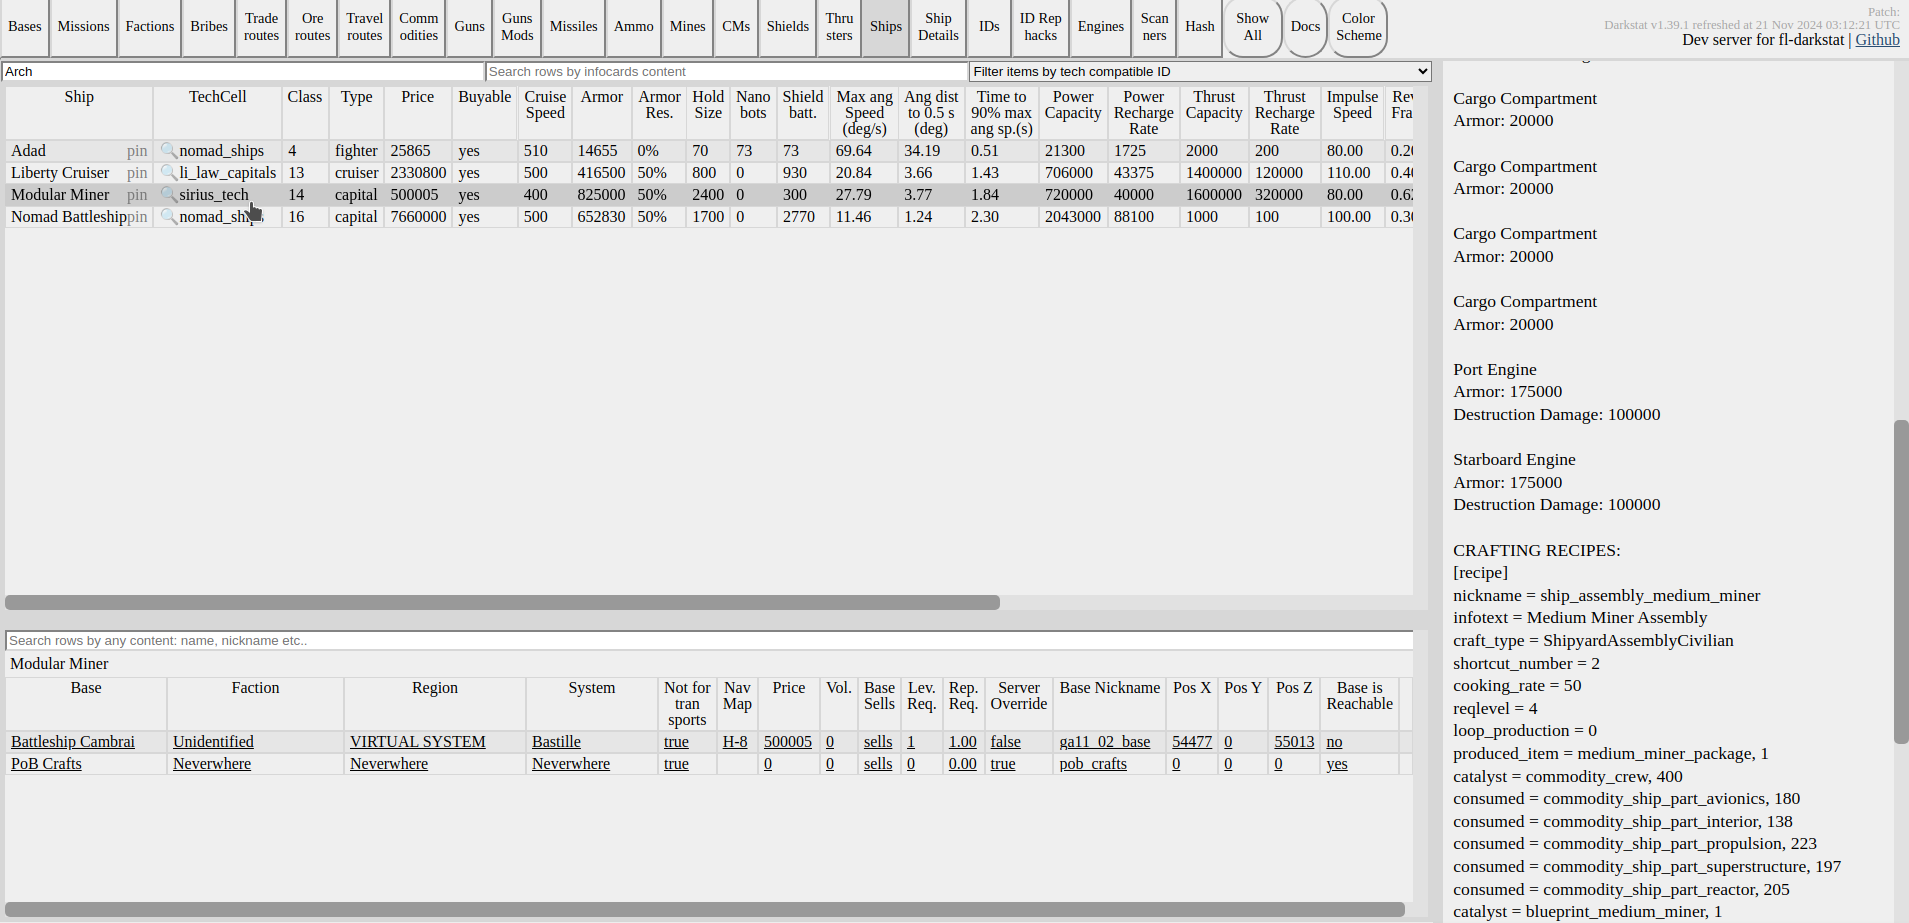 Bases Missions Factions Bribes Trade routes Ore routes Travel routes Comm odities Guns Guns Mods Missiles Ammo Mines CMs Shields Thru sters Ships Ship Details IDs ID Rep hacks Engines Scan ners Hash Show All Docs Color Scheme
Patch:
Darkstat v1.39.1 refreshed at 21 Nov 2024 03:12:21 UTC
Dev server for fl-darkstat | Github
Arch Search rows by infocards content Filter items by tech compatible ID
Ship TechCell Class Type Price Buyable Cruise Speed Armor Armor Res. Hold Size Nano bots Shield batt. Max ang Speed (deg/s) Ang dist to 0.5 s (deg) Time to 90% max ang sp.(s) Power Capacity Power Recharge Rate Thrust Capacity Thrust Recharge Rate Impulse Speed
Adad pin 🔍nomad_ships 4 fighter 25865 yes 510 14655 0% 70 73 73 69.64 34.19 0.51 21300 1725 2000 200 80.00
Liberty Cruiser pin 🔍li_law_capitals 13 cruiser 2330800 yes 500 416500 50% 800 0 930 20.84 3.66 1.43 706000 43375 1400000 120000 110.00
Modular Miner pin 🔍sirius_tech 14 capital 500005 yes 400 825000 50% 2400 0 300 27.79 3.77 1.84 720000 40000 1600000 320000 80.00
Nomad Battleship pin 🔍 16 capital 7660000 yes 500 652830 50% 1700 0 2770 11.46 1.24 2.30 2043000 88100 1000 100 100.00
Search rows by any content: name, nickname etc..
Modular Miner
Base Faction Region System Not for tran sports Nav Map Price Vol. Base Sells Lev. Req. Rep. Req. Server Override Base Nickname Pos X Pos Y Pos Z Base is Reachable
Battleship Cambrai Unidentified VIRTUAL SYSTEM Bastille true H-8 500005 0 sells 1 1.00 false ga11_02_base 54477 0 55013 no
PoB Crafts Neverwhere Neverwhere Neverwhere true 0 0 sells 0 0.00 true pob_crafts 0 0 0 yes
Cargo Compartment
Armor: 20000
Cargo Compartment
Armor: 20000
Cargo Compartment
Armor: 20000
Cargo Compartment
Armor: 20000
Port Engine
Armor: 175000
Destruction Damage: 100000
Starboard Engine
Armor: 175000
Destruction Damage: 100000
CRAFTING RECIPES:
[recipe]
nickname = ship_assembly_medium_miner
infotext = Medium Miner Assembly
craft_type = ShipyardAssemblyCivilian
shortcut_number = 2
cooking_rate = 50
reqlevel = 4
loop_production = 0
produced_item = medium_miner_package, 1
catalyst = commodity_crew, 400
consumed = commodity_ship_part_avionics, 180
consumed = commodity_ship_part_interior, 138
consumed = commodity_ship_part_propulsion, 223
consumed = commodity_ship_part_superstructure, 197
consumed = commodity_ship_part_reactor, 205
catalyst = blueprint_medium_miner, 1